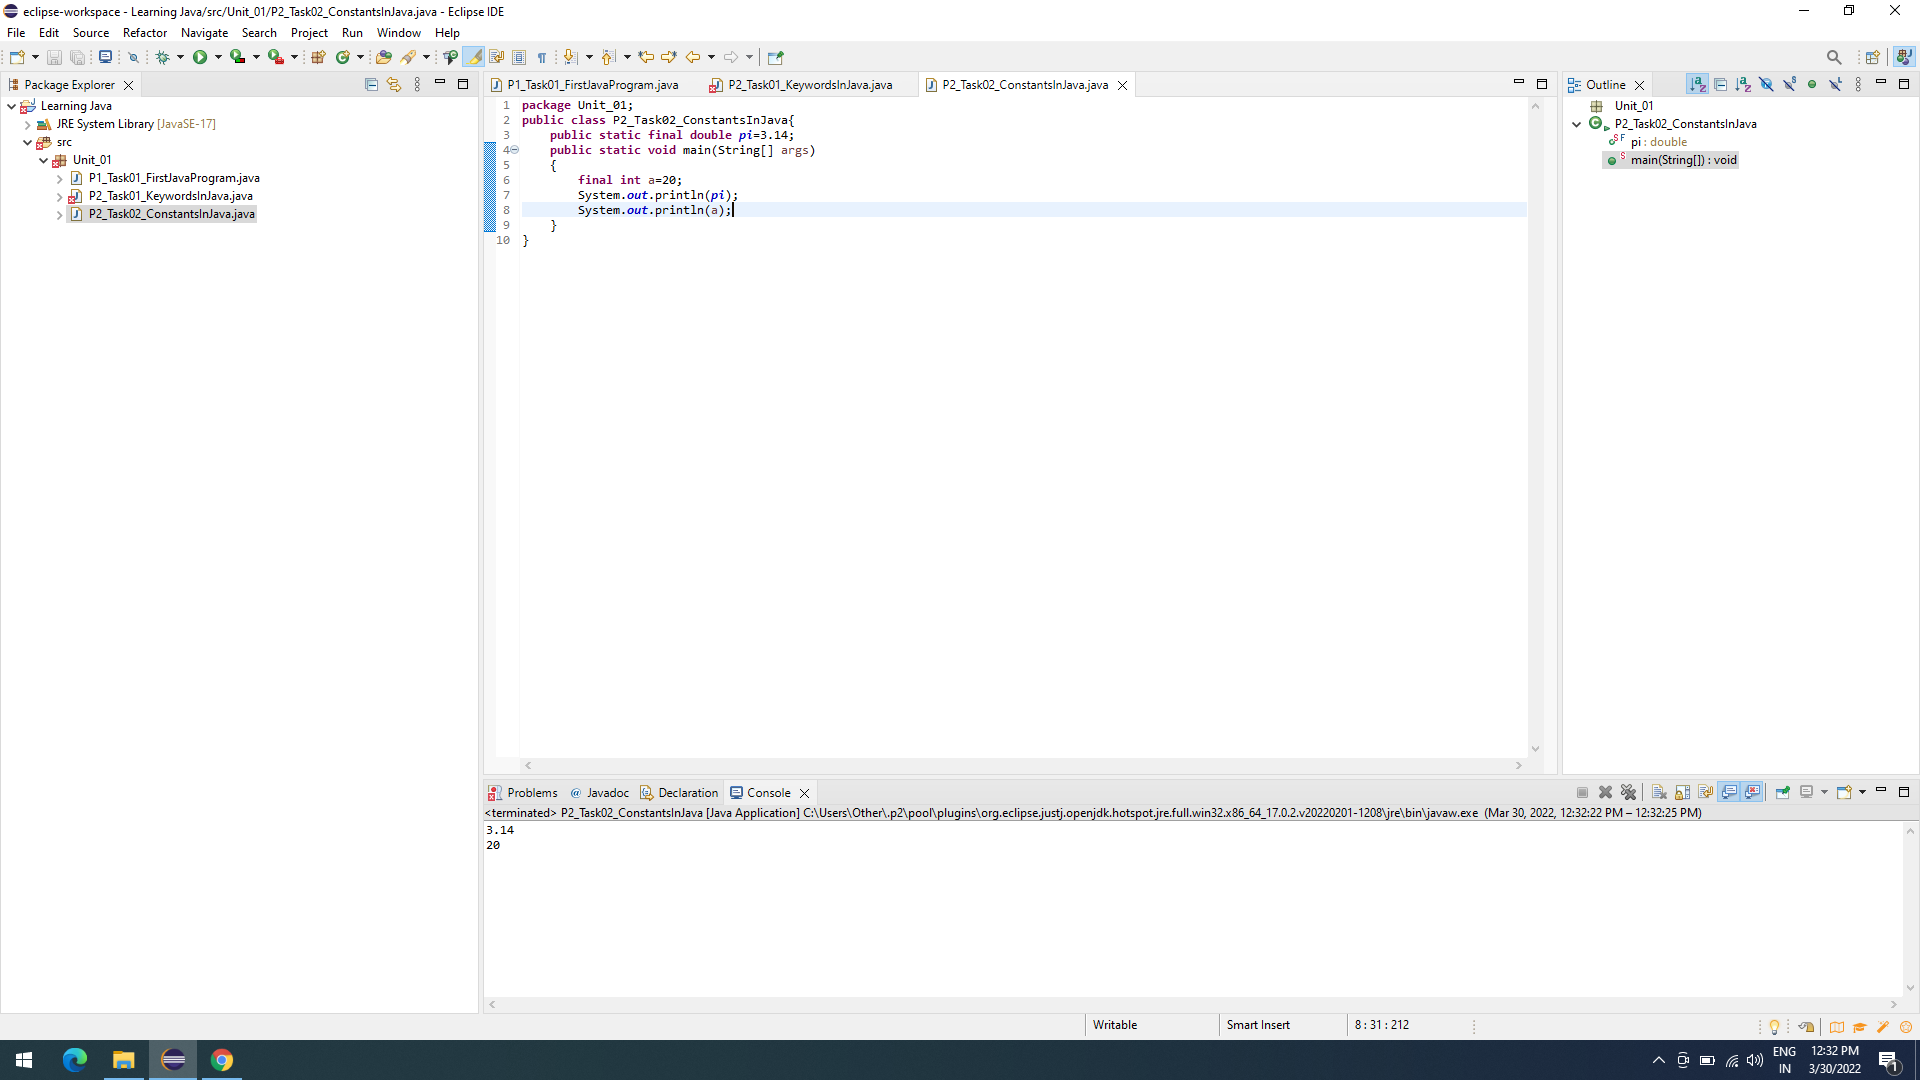 eclipse-workspace - Learning Java/src/Unit_01/P2_Task02_ConstantsInJava.java - Eclipse IDE
File Edit Source Refactor Navigate Search Project Run Window Help
Package Explorer
Learning Java
JRE System Library [JavaSE-17]
src
Unit_01
P1_Task01_FirstJavaProgram.java
P2_Task01_KeywordsInJava.java
P2_Task02_ConstantsInJava.java
P1_Task01_FirstJavaProgram.java P2_Task01_KeywordsInJava.java P2_Task02_ConstantsInJava.java
1 package Unit_01;
2 public class P2_Task02_ConstantsInJava{
3 public static final double pi=3.14;
4 public static void main(String[] args)
5 {
6 final int a=20;
7 System.out.println(pi);
8 System.out.println(a);
9 }
10 }
Outline
Unit_01
P2_Task02_ConstantsInJava
pi : double
main(String[]) : void
Problems Javadoc Declaration Console
<terminated> P2_Task02_ConstantsInJava [Java Application] C:\Users\Other\.p2\pool\plugins\org.eclipse.justj.openjdk.hotspot.jre.full.win32.x86_64_17.0.2.v20220201-1208\jre\bin\javaw.exe (Mar 30, 2022, 12:32:22 PM – 12:32:25 PM)
3.14
20
Writable Smart Insert 8 : 31 : 212
ENG 12:32 PM
IN 3/30/2022
1